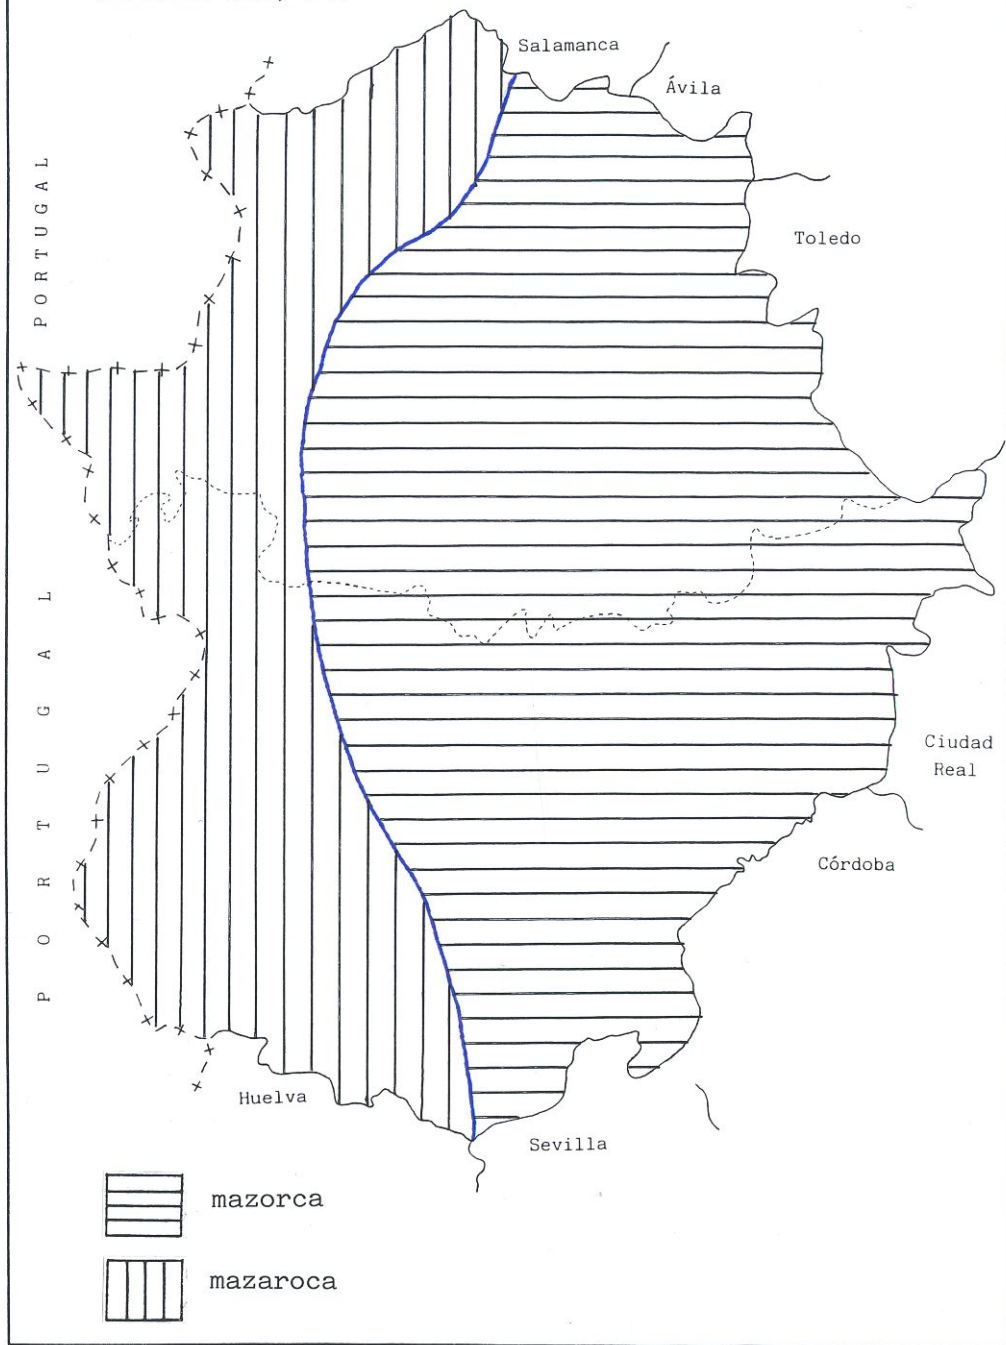 Salamanca
Ávila
PORTUGAL
Toledo
PORTUGAL
Ciudad
Real
Córdoba
Huelva
Sevilla
mazorca
mazaroca